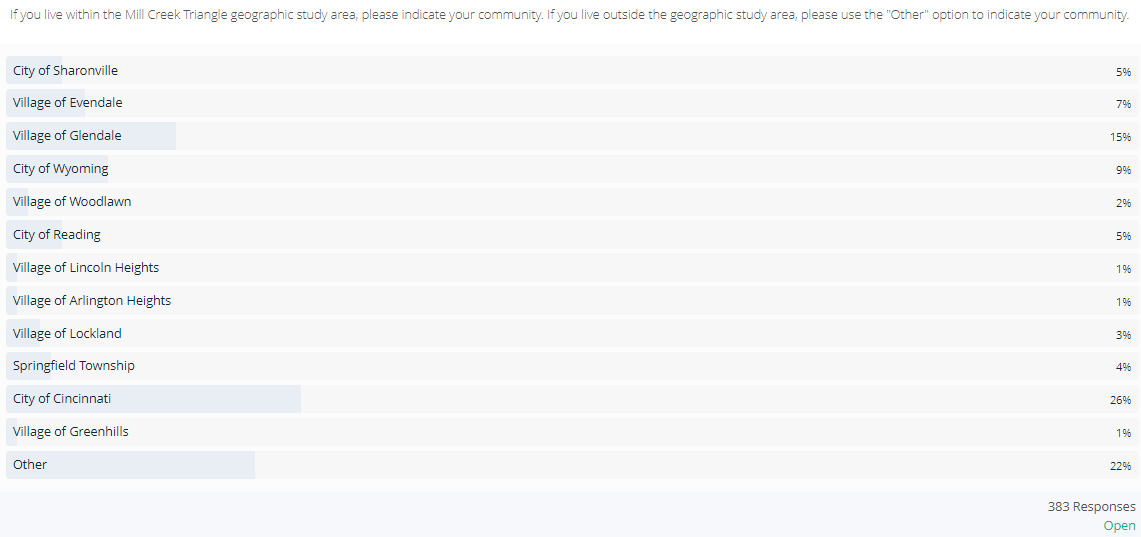 If you live within the Mill Creek Triangle geographic study area, please indicate your community. If you live outside the geographic study area, please use the "Other" option to indicate your community.
City of Sharonville 5%
Village of Evendale 7%
Village of Glendale 15%
City of Wyoming 9%
Village of Woodlawn 2%
City of Reading 5%
Village of Lincoln Heights 1%
Village of Arlington Heights 1%
Village of Lockland 3%
Springfield Township 4%
City of Cincinnati 26%
Village of Greenhills 1%
Other 22%
383 Responses
Open